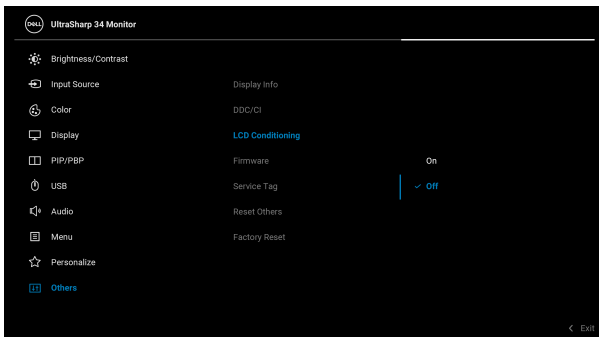 DELL UltraSharp 34 Monitor
Brightness/Contrast
Input Source
Display Info
Color
DDC/CI
Display
LCD Conditioning
PIP/PBP
Firmware
On
USB
Service Tag
Off
Audio
Reset Others
Menu
Factory Reset
Personalize
Others
Exit